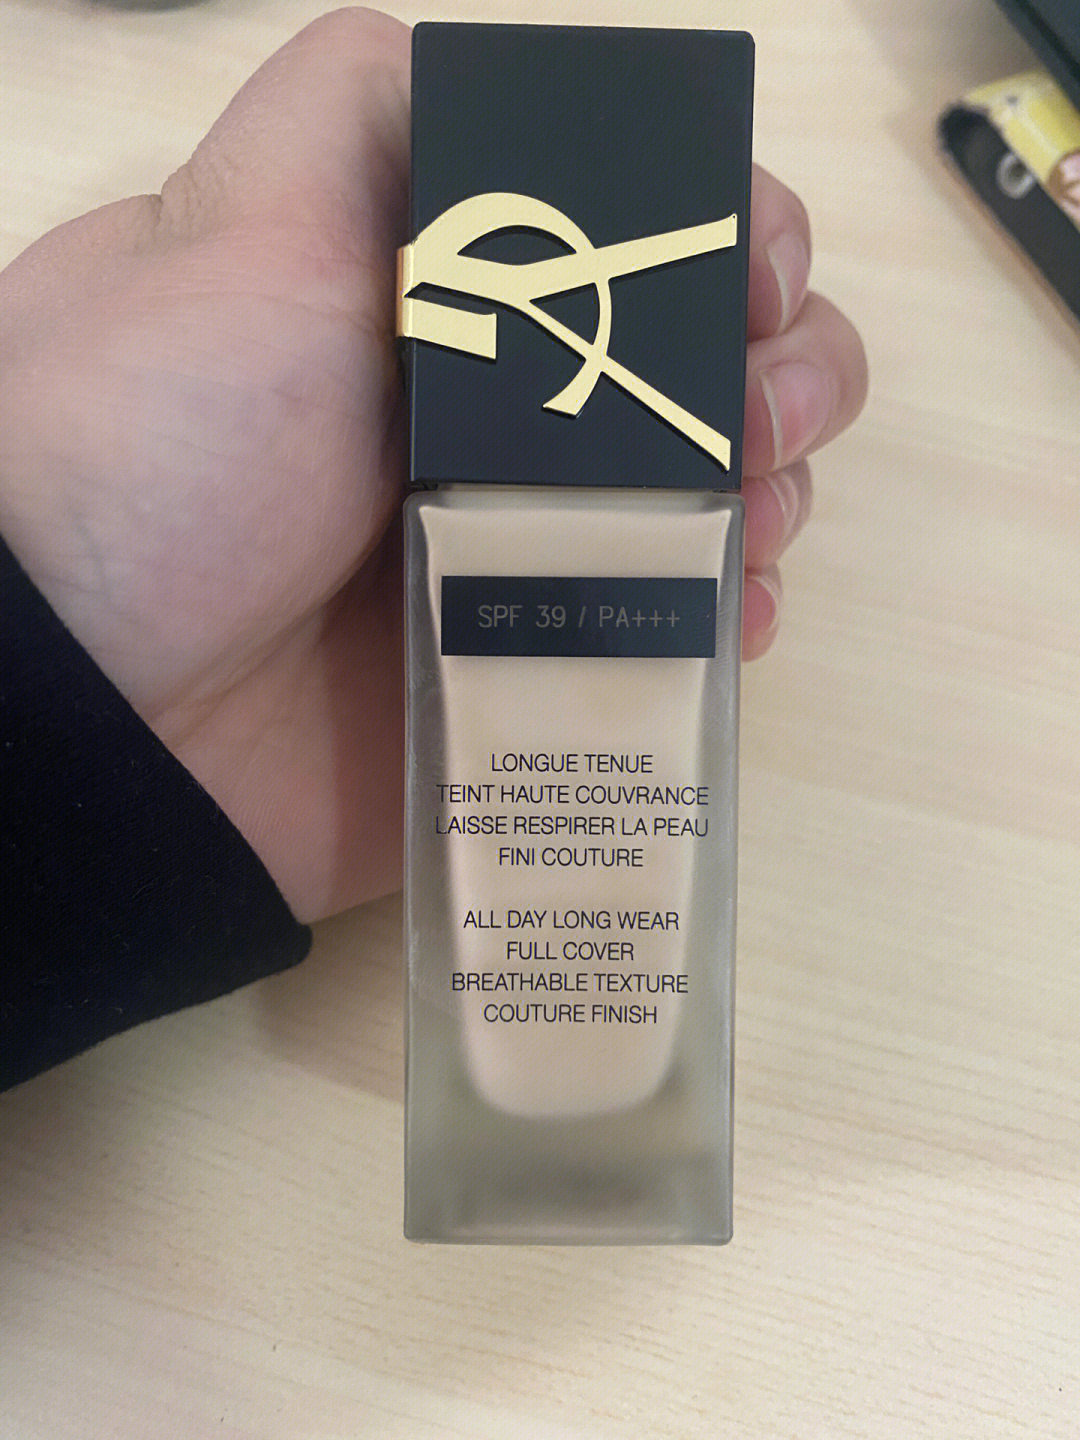 YSL
SPF 39 / PA+++
LONGUE TENUE
TEINT HAUTE COUVRANCE
LAISSE RESPIRER LA PEAU
FINI COUTURE
ALL DAY LONG WEAR
FULL COVER
BREATHABLE TEXTURE
COUTURE FINISH